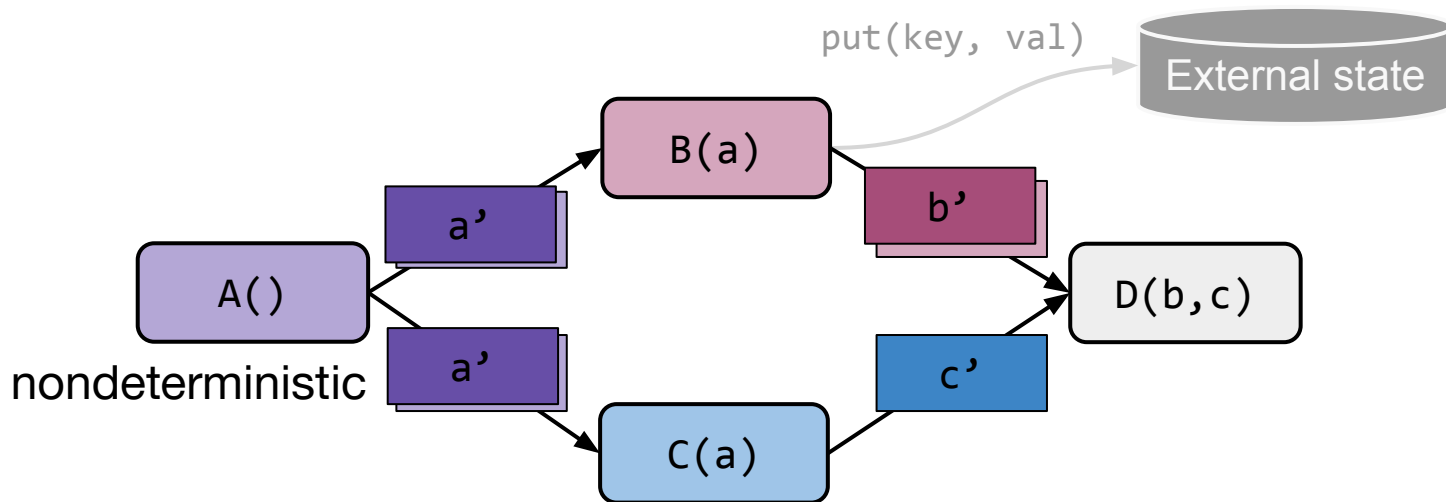 put(key, val)
External state
B(a)
a’
b’
A()
D(b,c)
nondeterministic
a’
c’
C(a)